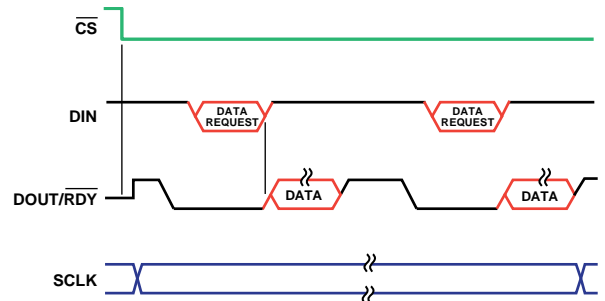 CS
DIN
DATA
REQUEST
DATA
REQUEST
DOUT/RDY
DATA
DATA
SCLK